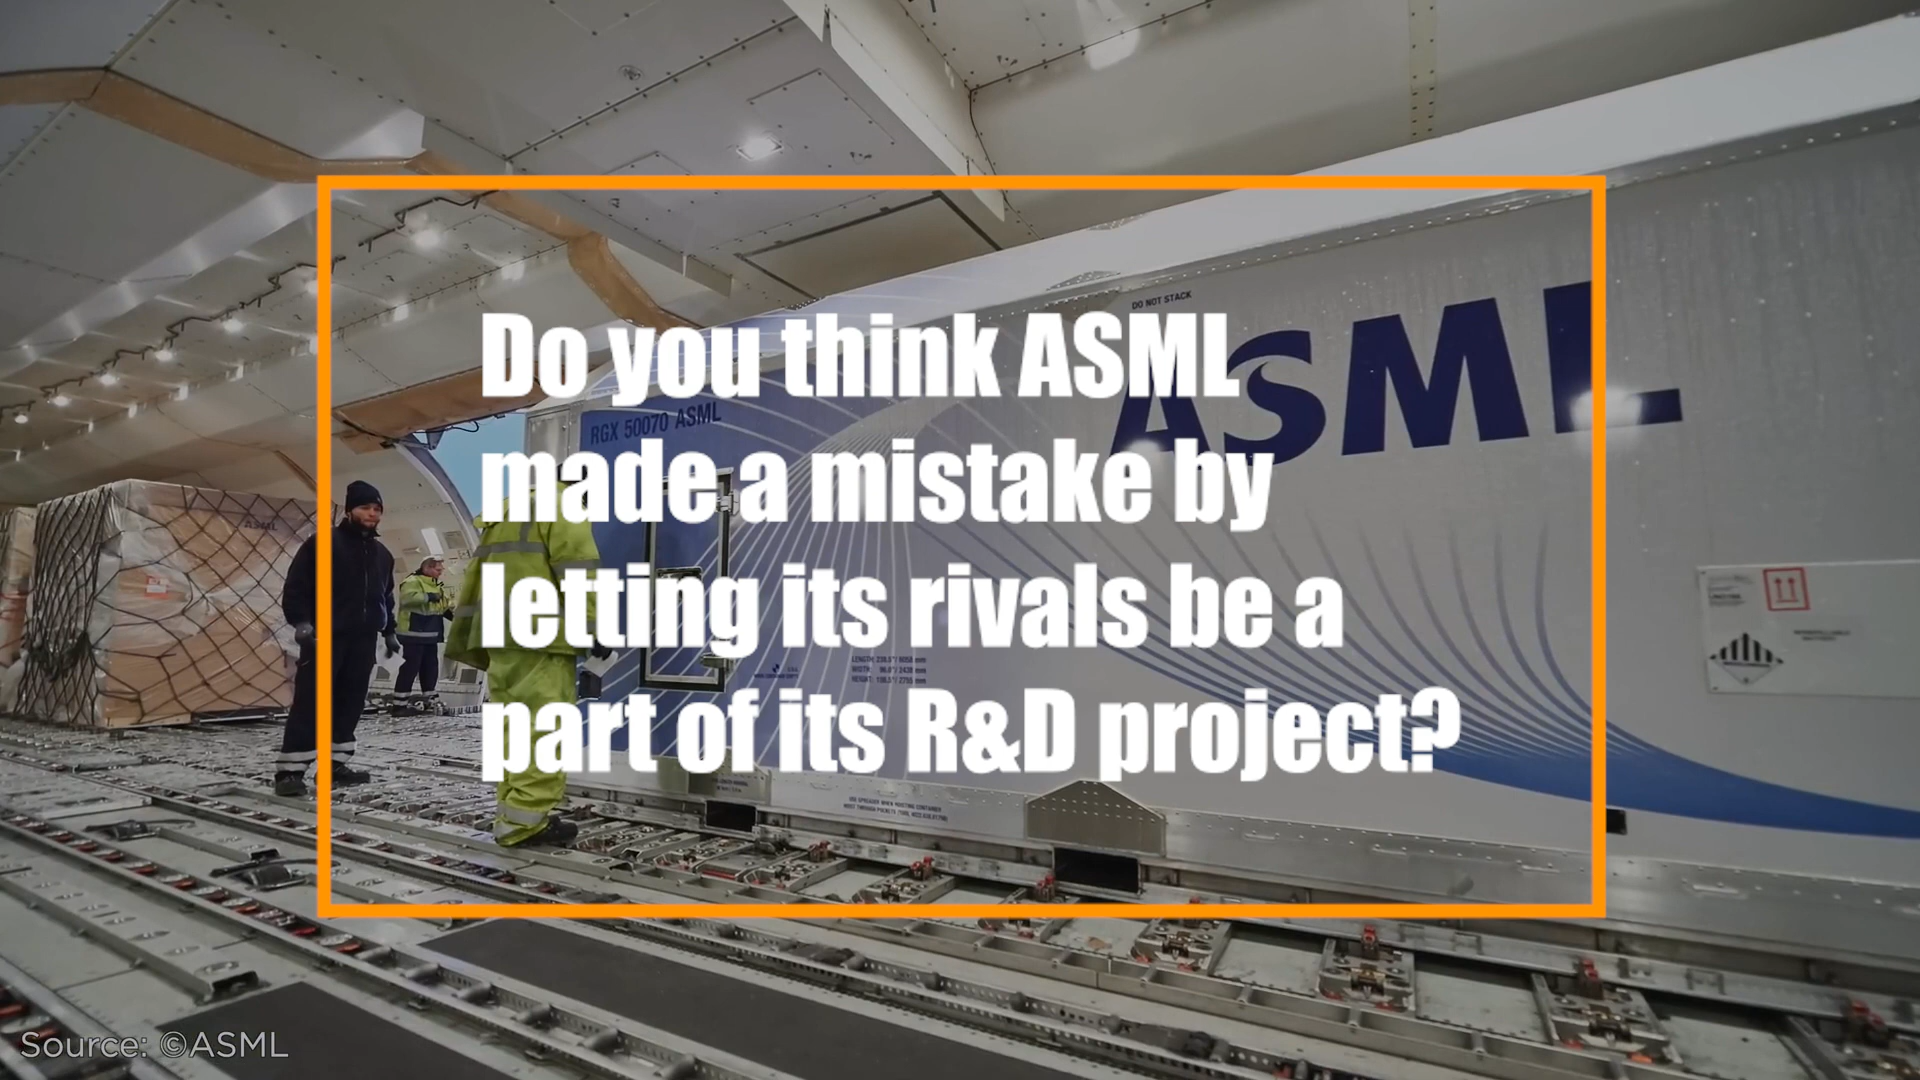 DO NOT STACK
ASML
RGX 50070 ASML
Do you think ASML
made a mistake by
letting its rivals be a
part of its R&D project?
ASML
Source: ©ASML